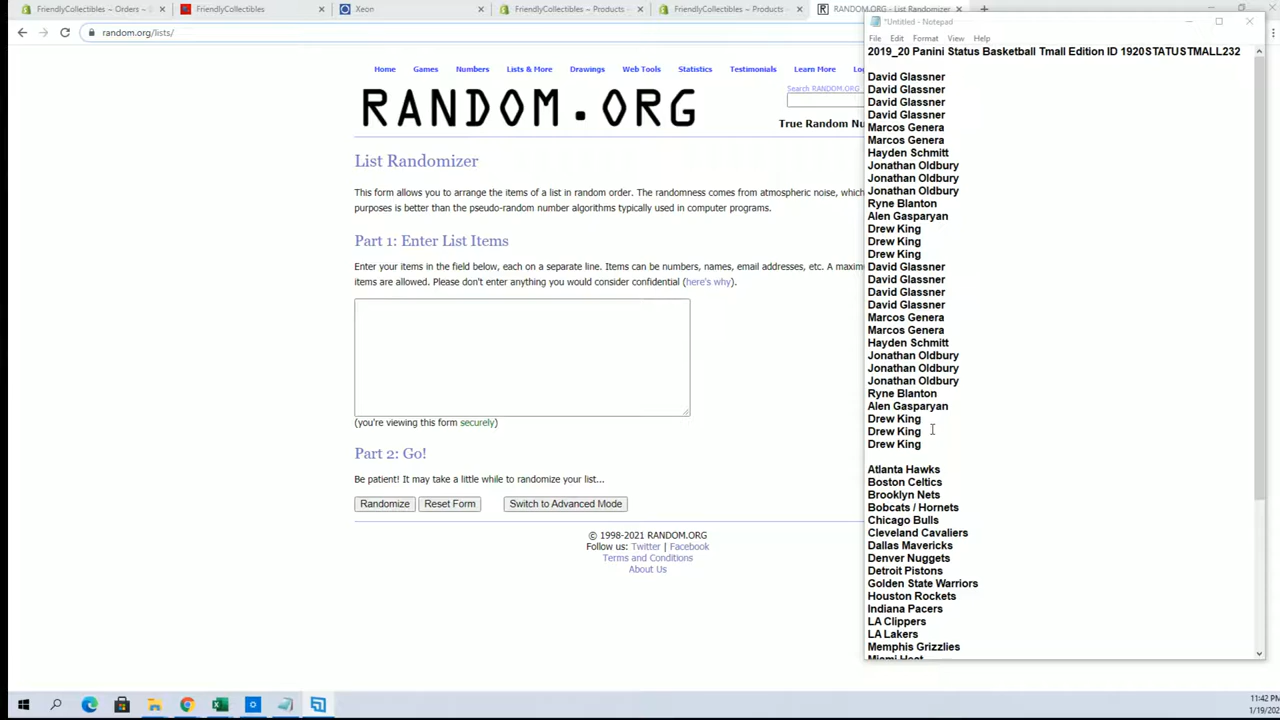 FriendlyCollectibles ~ Orders ~
FriendlyCollectibles
Xeon
FriendlyCollectibles ~ Products ~
FriendlyCollectibles ~ Products ~
RANDOM.ORG - List Randomizer
random.org/lists/
Home Games Numbers Lists & More Drawings Web Tools Statistics Testimonials Learn More
Search RANDOM.ORG
RANDOM.ORG
True Random
List Randomizer
This form allows you to arrange the items of a list in random order. The randomness comes from atmospheric noise, which
purposes is better than the pseudo-random number algorithms typically used in computer programs.
Part 1: Enter List Items
Enter your items in the field below, each on a separate line. Items can be numbers, names, email addresses, etc. A
items are allowed. Please don't enter anything you would consider confidential (here's why).
(you're viewing this form securely)
Part 2: Go!
Be patient! It may take a little while to randomize your list...
Randomize Reset Form Switch to Advanced Mode
© 1998-2021 RANDOM.ORG
Follow us: Twitter | Facebook
Terms and Conditions
About Us
*Untitled - Notepad
File Edit Format View Help
2019_20 Panini Status Basketball Tmall Edition ID 1920STATUSTMALL232
David Glassner
David Glassner
David Glassner
David Glassner
Marcos Genera
Marcos Genera
Hayden Schmitt
Jonathan Oldbury
Jonathan Oldbury
Jonathan Oldbury
Ryne Blanton
Alen Gasparyan
Drew King
Drew King
Drew King
David Glassner
David Glassner
David Glassner
David Glassner
Marcos Genera
Marcos Genera
Hayden Schmitt
Jonathan Oldbury
Jonathan Oldbury
Jonathan Oldbury
Ryne Blanton
Alen Gasparyan
Drew King
Drew King
Drew King
Atlanta Hawks
Boston Celtics
Brooklyn Nets
Bobcats / Hornets
Chicago Bulls
Cleveland Cavaliers
Dallas Mavericks
Denver Nuggets
Detroit Pistons
Golden State Warriors
Houston Rockets
Indiana Pacers
LA Clippers
LA Lakers
Memphis Grizzlies
Miami Heat
11:42 PM